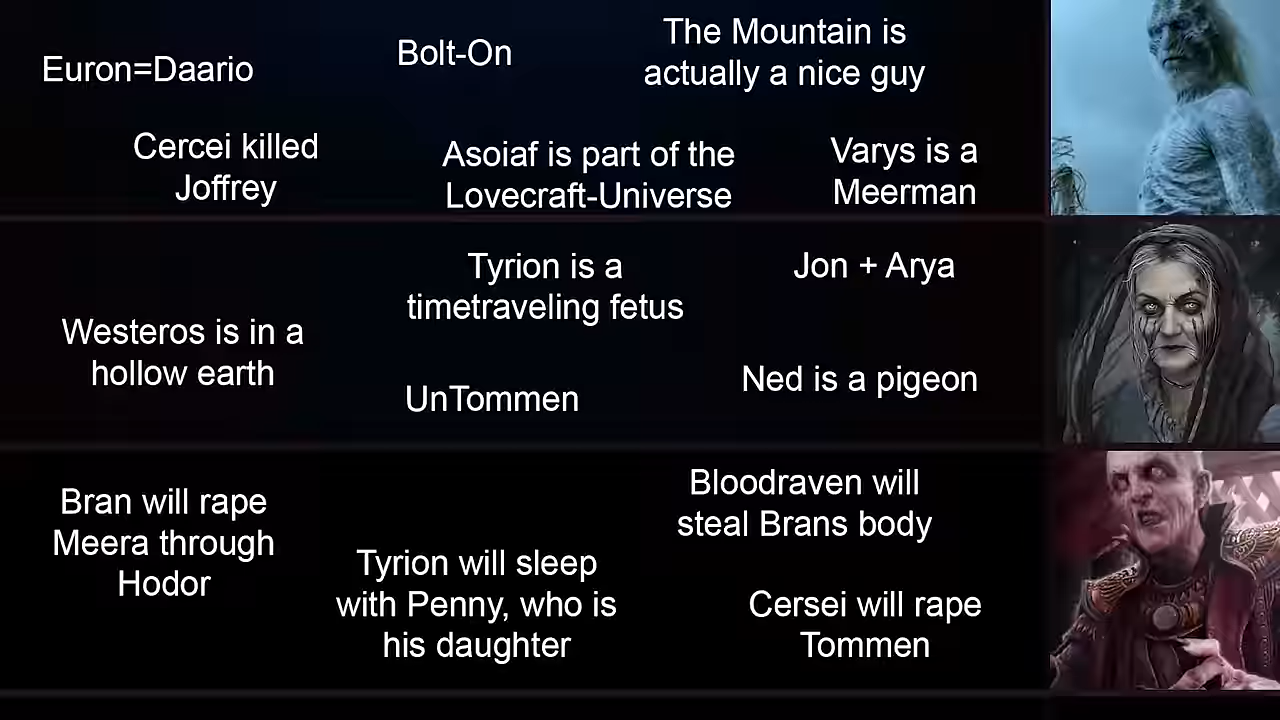 Euron=Daario
Bolt-On
The Mountain is
actually a nice guy
Cercei killed
Joffrey
Asoiaf is part of the
Lovecraft-Universe
Varys is a
Meerman
Westeros is in a
hollow earth
Tyrion is a
timetraveling fetus
Jon + Arya
UnTommen
Ned is a pigeon
Bran will rape
Meera through
Hodor
Tyrion will sleep
with Penny, who is
his daughter
Bloodraven will
steal Brans body
Cersei will rape
Tommen